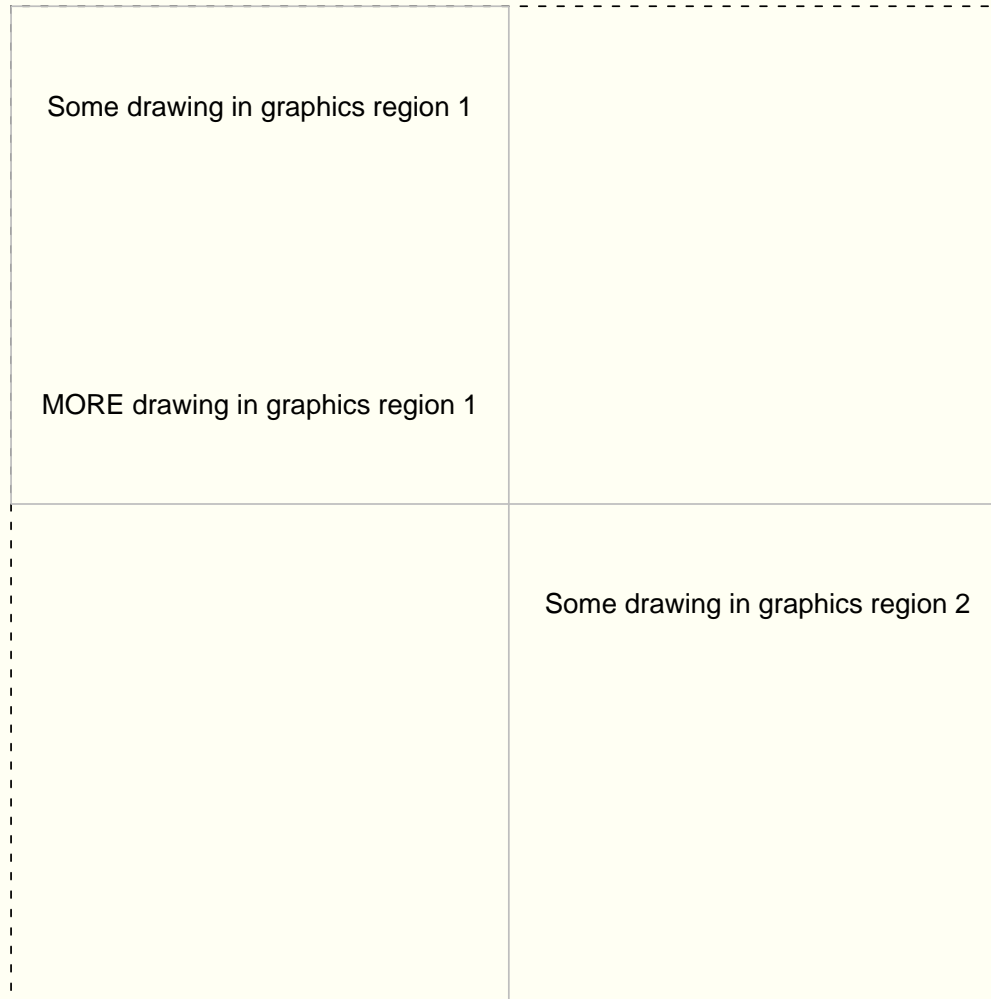 Some drawing in graphics region 1
MORE drawing in graphics region 1
Some drawing in graphics region 2